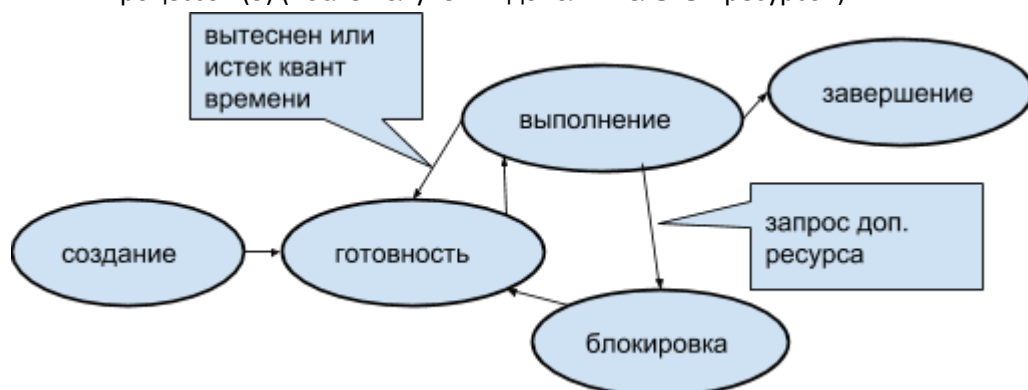 вытеснен или
истек квант
времени
выполнение
завершение
создание
готовность
запрос доп.
ресурса
блокировка